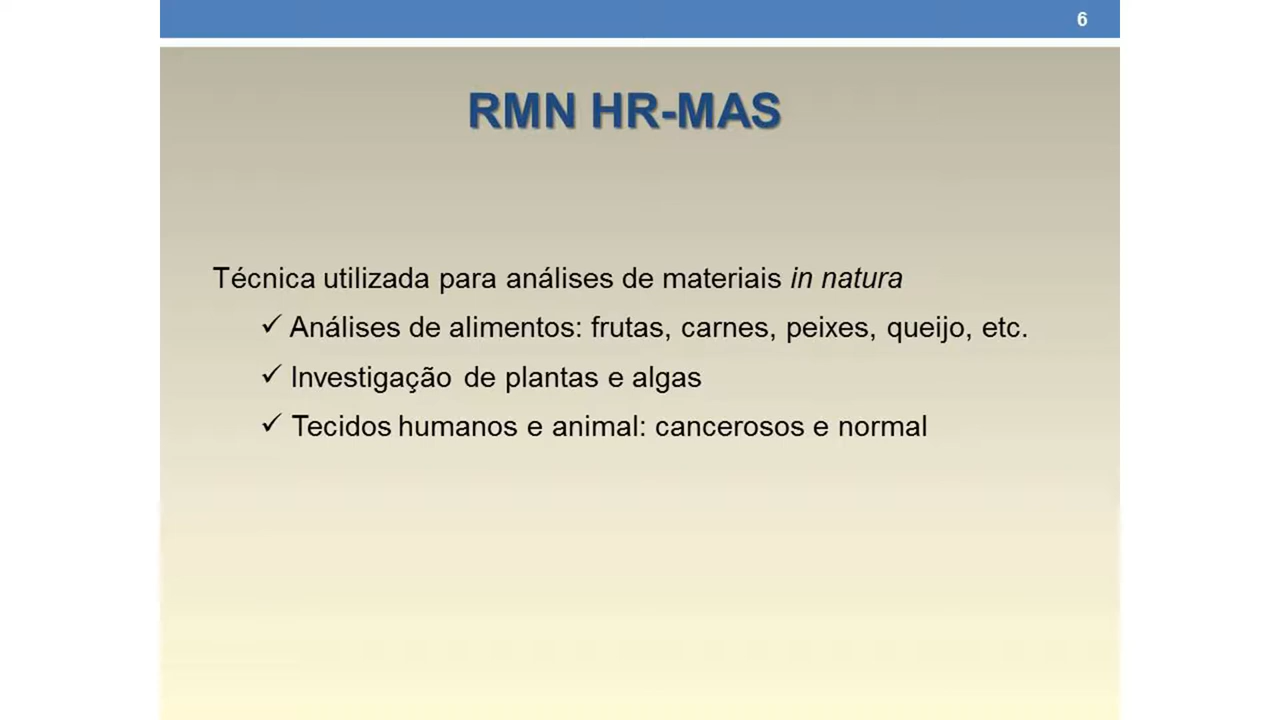 6
RMN HR-MAS
Técnica utilizada para análises de materiais in natura
✓ Análises de alimentos: frutas, carnes, peixes, queijo, etc.
✓ Investigação de plantas e algas
✓ Tecidos humanos e animal: cancerosos e normal